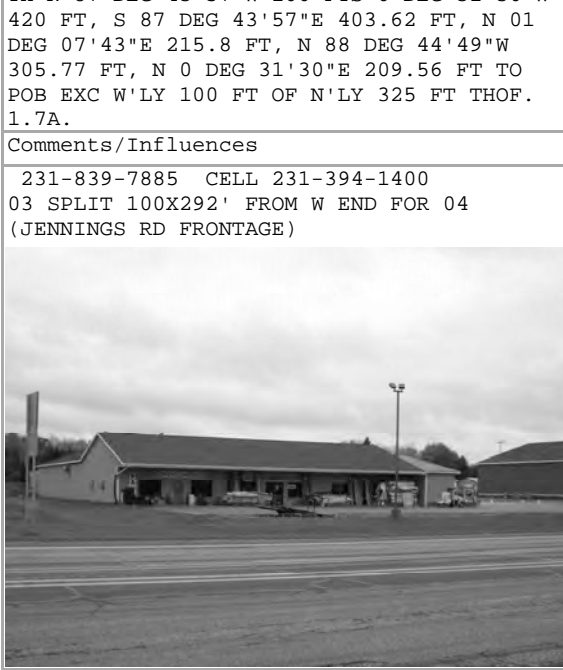 420 FT, S 87 DEG 43'57"E 403.62 FT, N 01
DEG 07'43"E 215.8 FT, N 88 DEG 44'49"W
305.77 FT, N 0 DEG 31'30"E 209.56 FT TO
POB EXC W'LY 100 FT OF N'LY 325 FT THOF.
1.7A.
Comments/Influences
231-839-7885 CELL 231-394-1400
03 SPLIT 100X292' FROM W END FOR 04
(JENNINGS RD FRONTAGE)